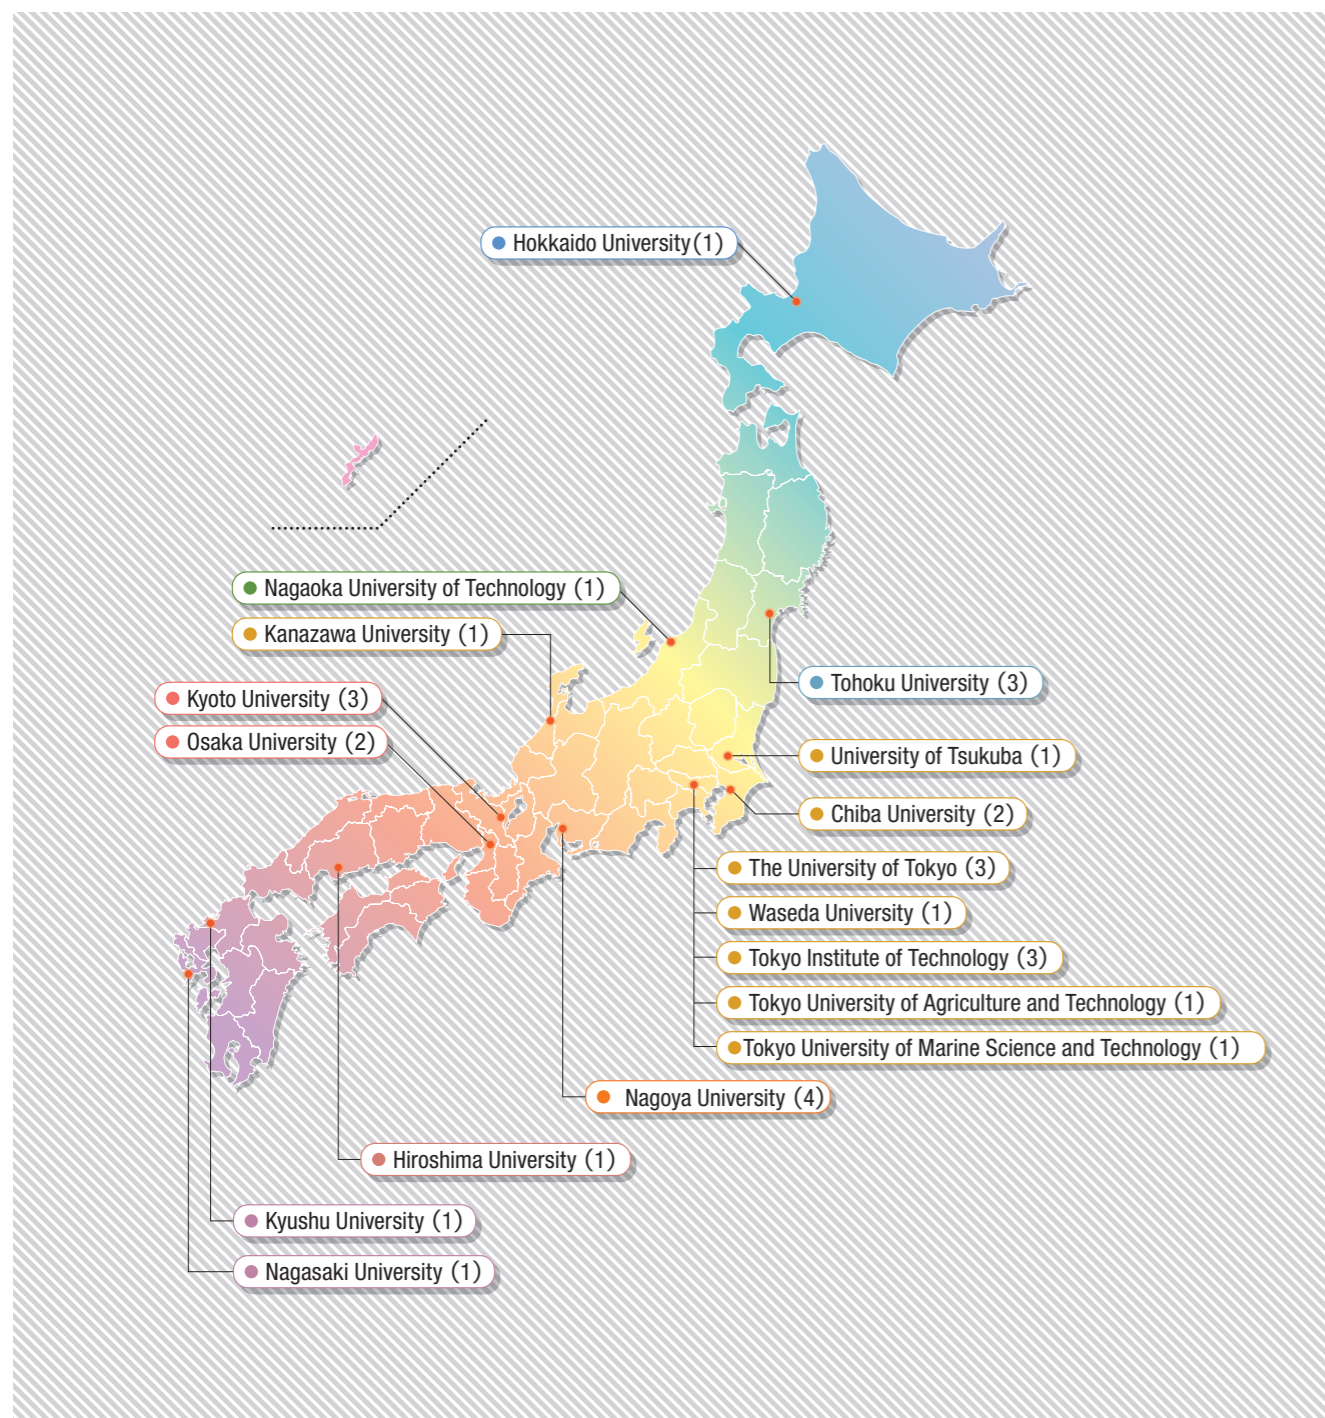 Hokkaido University(1)
Nagaoka University of Technology (1)
Kanazawa University (1)
Tohoku University (3)
Kyoto University (3)
Osaka University (2)
University of Tsukuba (1)
Chiba University (2)
The University of Tokyo (3)
Waseda University (1)
Tokyo Institute of Technology (3)
Tokyo University of Agriculture and Technology (1)
Tokyo University of Marine Science and Technology (1)
Nagoya University (4)
Hiroshima University (1)
Kyushu University (1)
Nagasaki University (1)